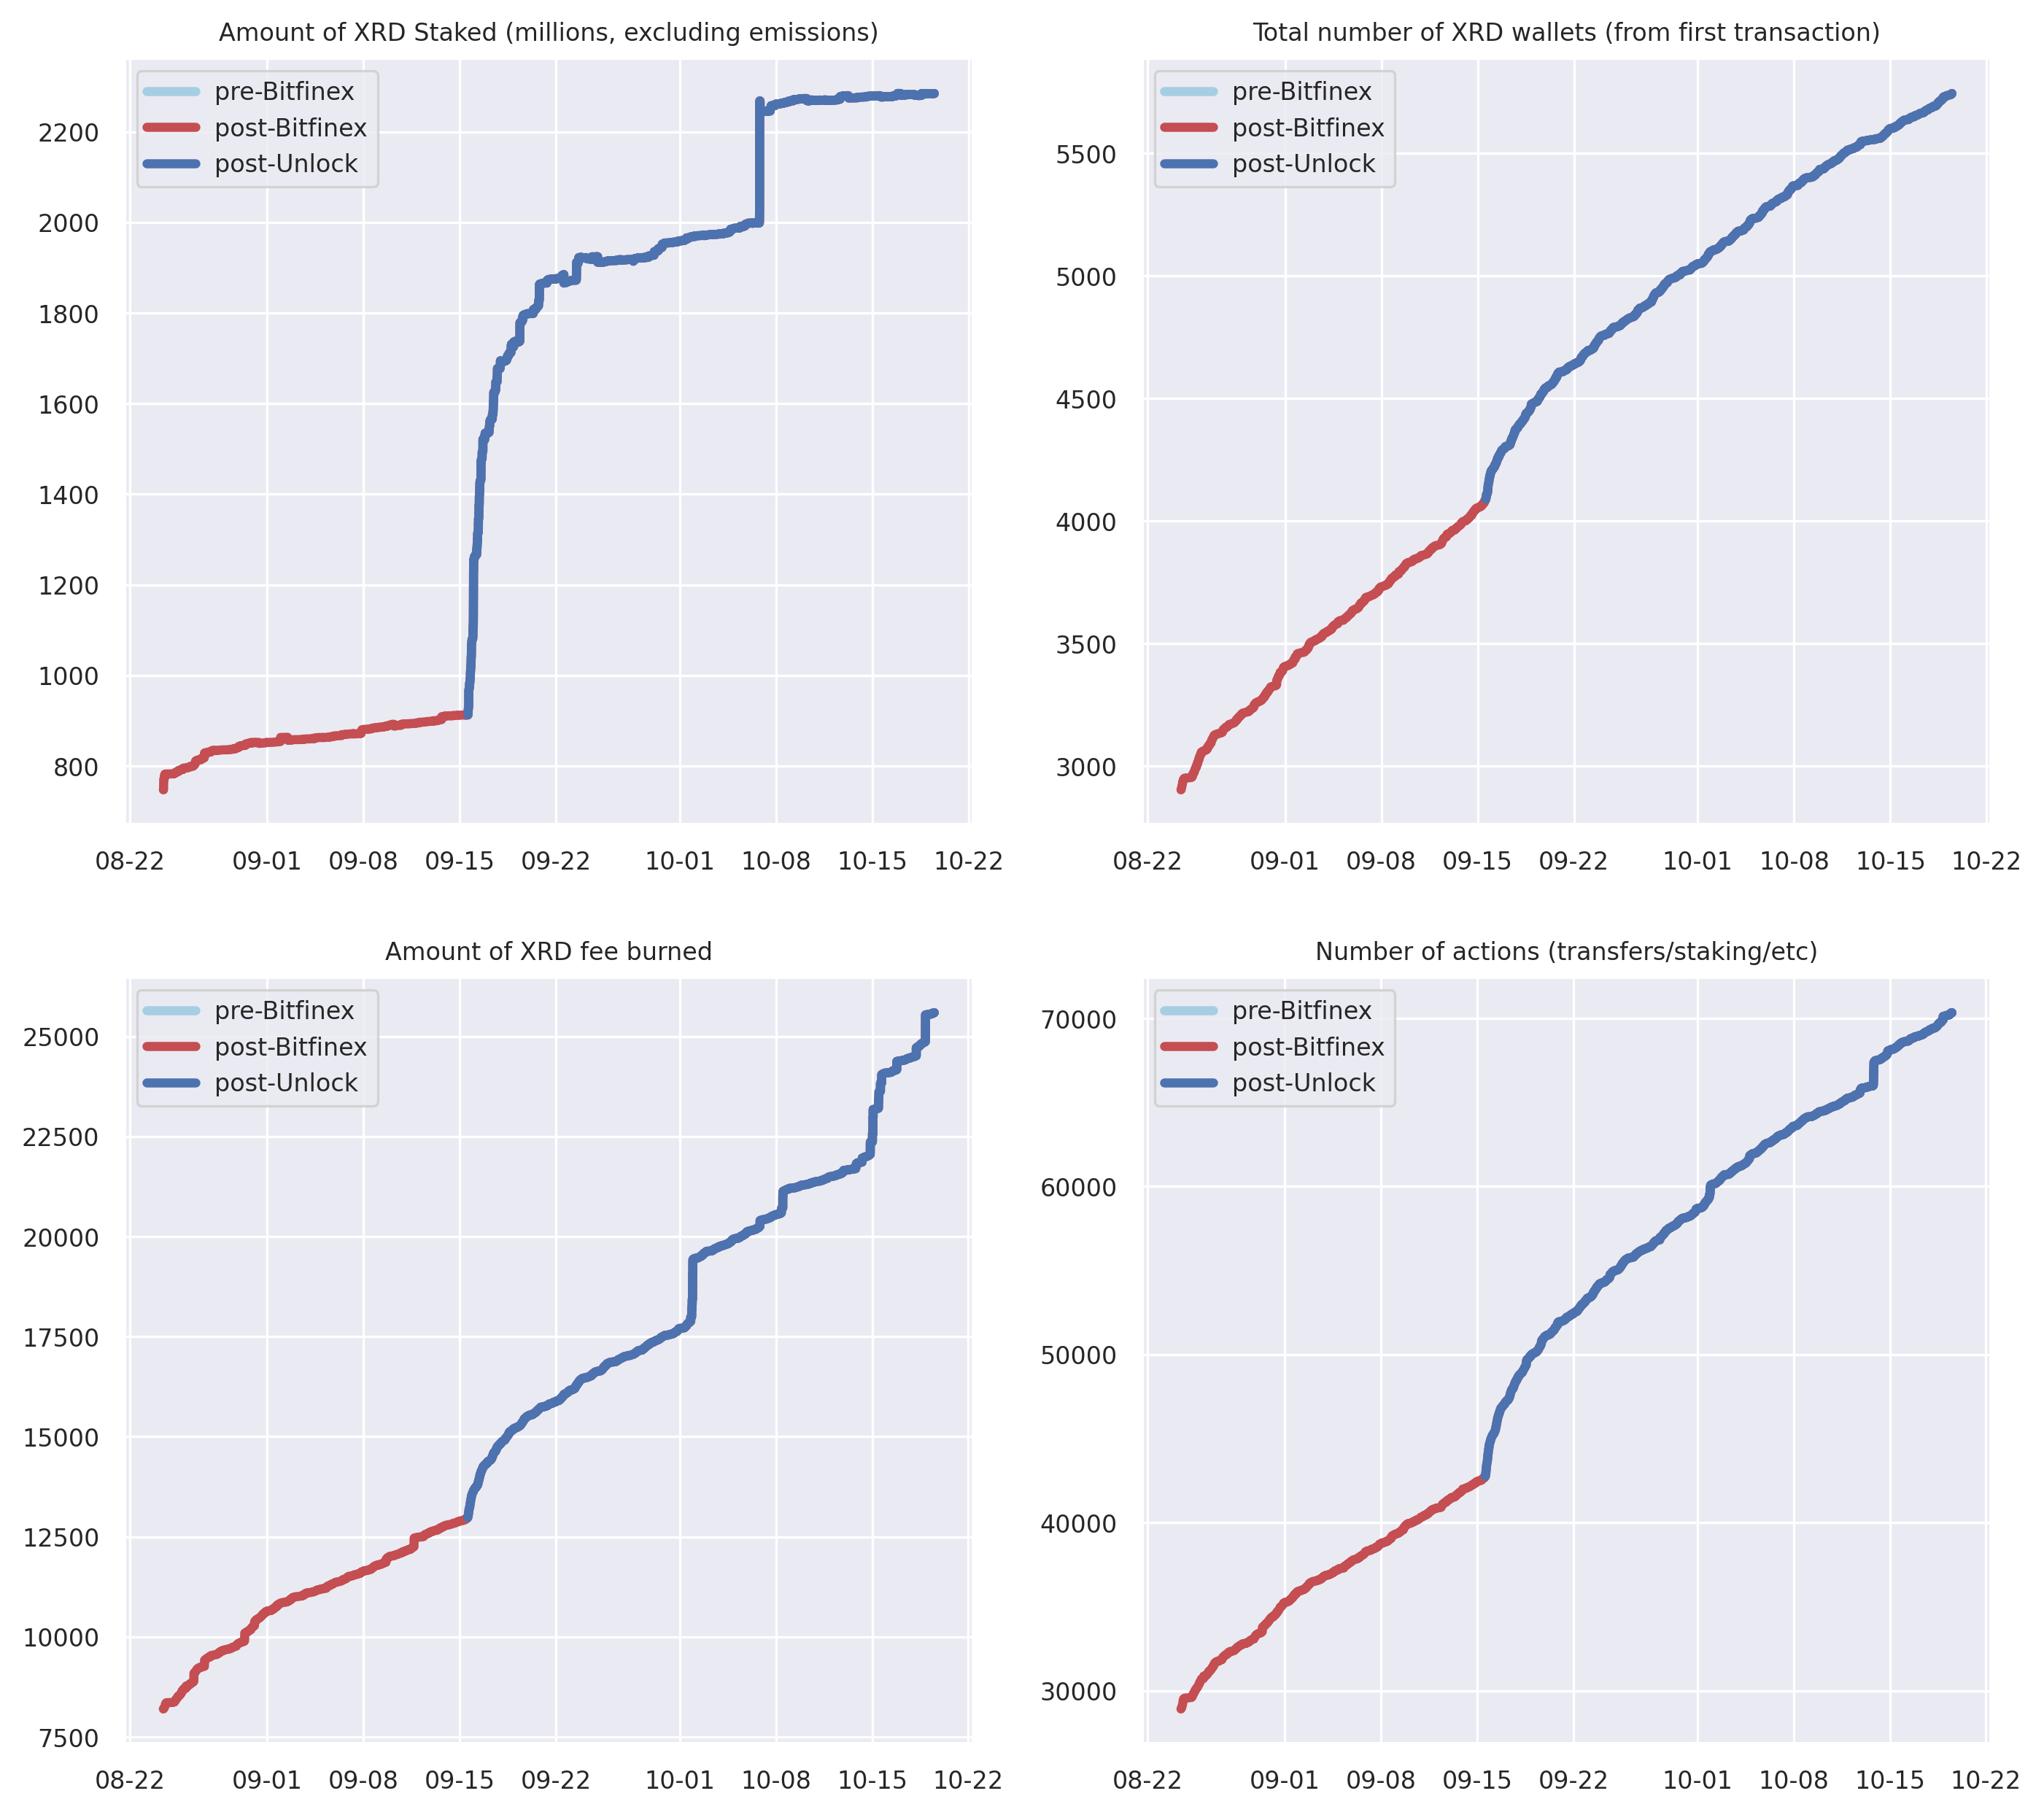 Amount of XRD Staked (millions, excluding emissions)
pre-Bitfinex
post-Bitfinex
post-Unlock
2200
2000
1800
1600
1400
1200
1000
800
08-22 09-01 09-08 09-15 09-22 10-01 10-08 10-15 10-22
Total number of XRD wallets (from first transaction)
pre-Bitfinex
post-Bitfinex
post-Unlock
5500
5000
4500
4000
3500
3000
08-22 09-01 09-08 09-15 09-22 10-01 10-08 10-15 10-22
Amount of XRD fee burned
pre-Bitfinex
post-Bitfinex
post-Unlock
25000
22500
20000
17500
15000
12500
10000
7500
08-22 09-01 09-08 09-15 09-22 10-01 10-08 10-15 10-22
Number of actions (transfers/staking/etc)
pre-Bitfinex
post-Bitfinex
post-Unlock
70000
60000
50000
40000
30000
08-22 09-01 09-08 09-15 09-22 10-01 10-08 10-15 10-22